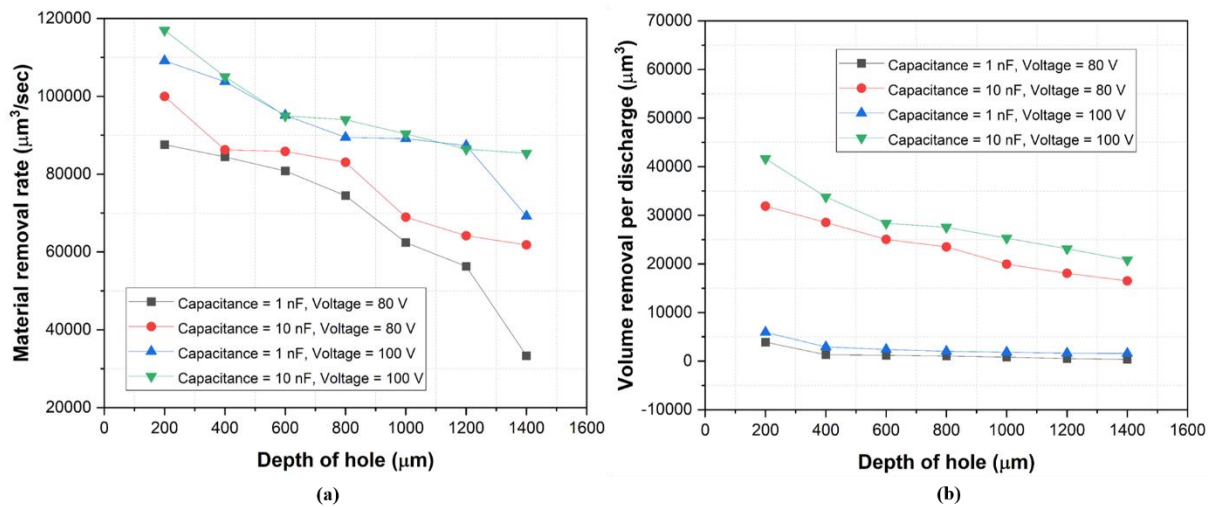 Material removal rate (μm³/sec)
120000
110000
100000
80000
60000
40000
20000
Capacitance = 1 nF, Voltage = 80 V
Capacitance = 10 nF, Voltage = 80 V
Capacitance = 1 nF, Voltage = 100 V
Capacitance = 10 nF, Voltage = 100 V
0 200 400 600 800 1000 1200 1400 1600
Depth of hole (μm)
(a)
Volume removal per discharge (μm³)
70000
60000
50000
40000
30000
20000
10000
0
-10000
Capacitance = 1 nF, Voltage = 80 V
Capacitance = 10 nF, Voltage = 80 V
Capacitance = 1 nF, Voltage = 100 V
Capacitance = 10 nF, Voltage = 100 V
0 200 400 600 800 1000 1200 1400 1600
Depth of hole (μm)
(b)